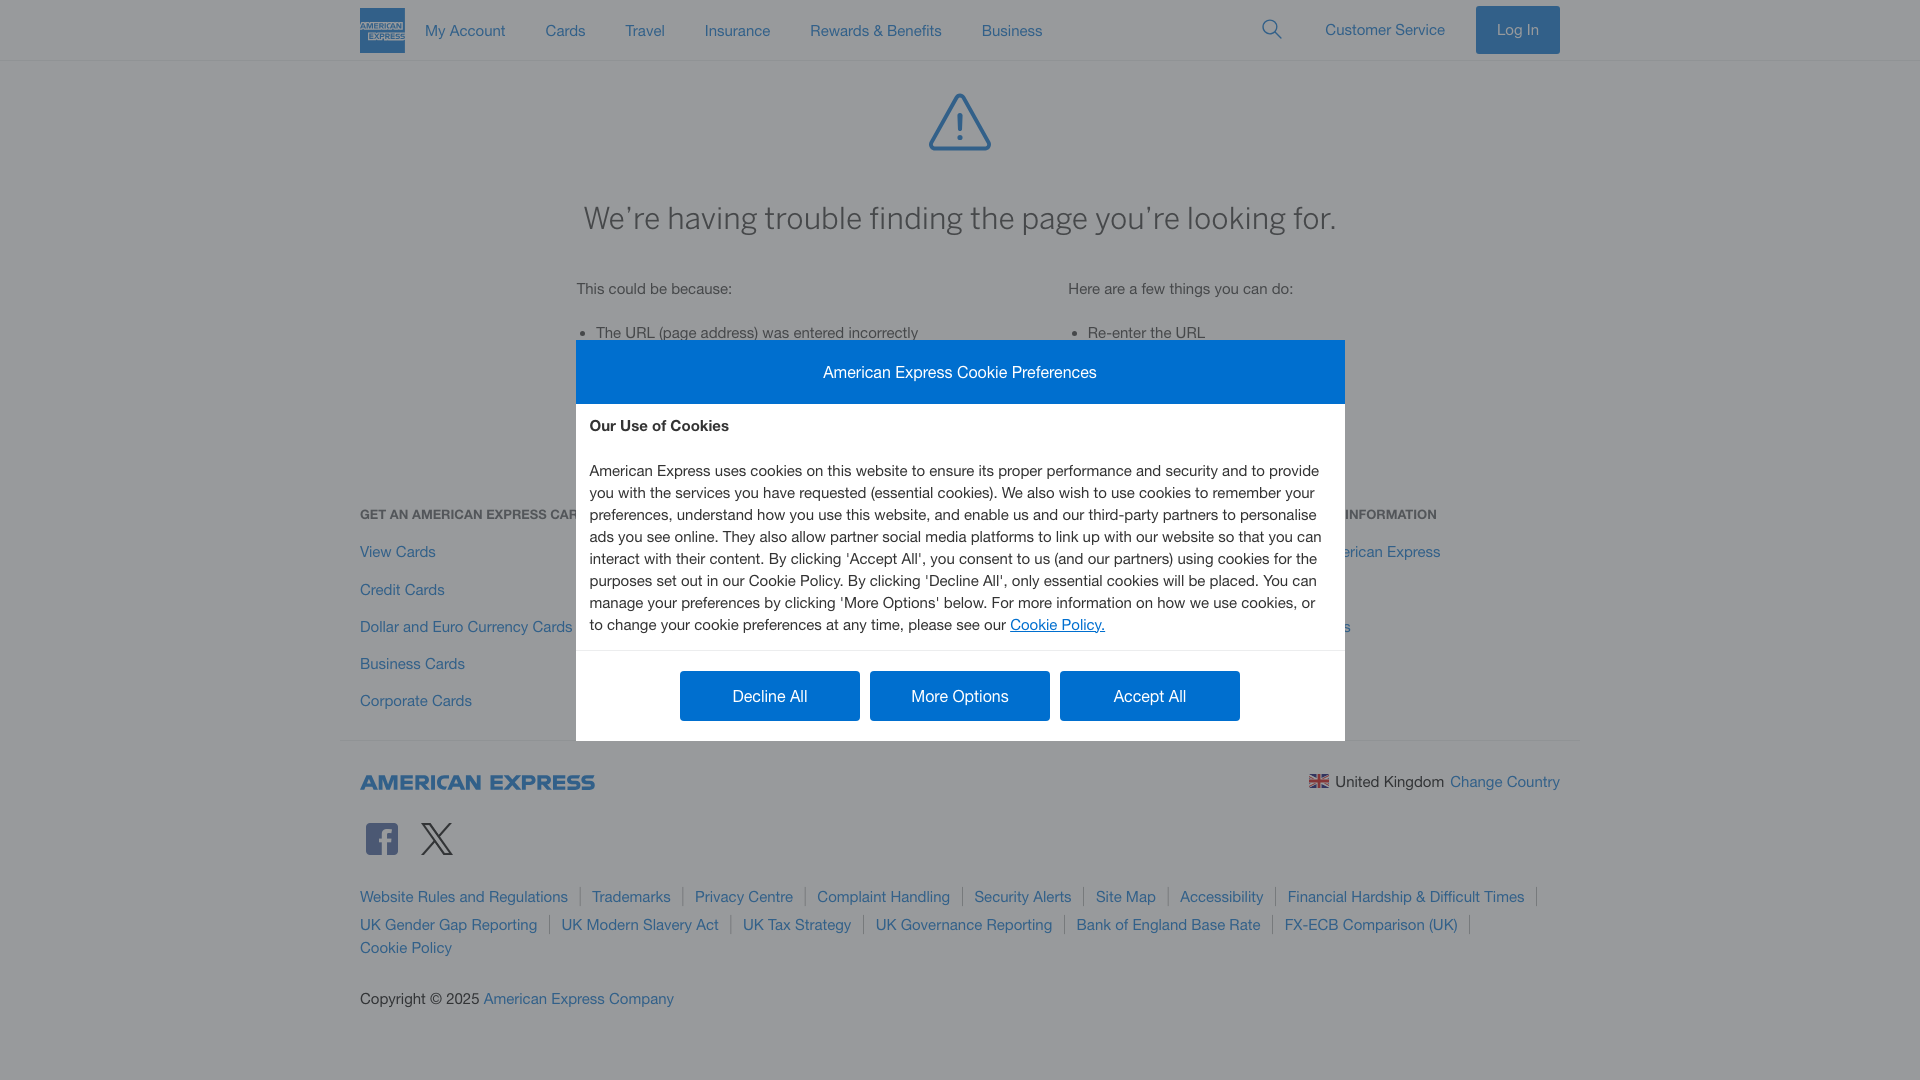 AMERICAN EXPRESS
My Account
Cards
Travel
Insurance
Rewards & Benefits
Business
Customer Service
Log In
We’re having trouble finding the page you’re looking for.
This could be because:
The URL (page address) was entered incorrectly
Here are a few things you can do:
Re-enter the URL
American Express Cookie Preferences
Our Use of Cookies
American Express uses cookies on this website to ensure its proper performance and security and to provide
you with the services you have requested (essential cookies). We also wish to use cookies to remember your
preferences, understand how you use this website, and enable us and our third-party partners to personalise
ads you see online. They also allow partner social media platforms to link up with our website so that you can
interact with their content. By clicking 'Accept All', you consent to us (and our partners) using cookies for the
purposes set out in our Cookie Policy. By clicking 'Decline All', only essential cookies will be placed. You can
manage your preferences by clicking 'More Options' below. For more information on how we use cookies, or
to change your cookie preferences at any time, please see our Cookie Policy.
Decline All
More Options
Accept All
GET AN AMERICAN EXPRESS CAR
View Cards
Credit Cards
Dollar and Euro Currency Cards
Business Cards
Corporate Cards
INFORMATION
erican Express
s
AMERICAN EXPRESS
United Kingdom Change Country
Website Rules and Regulations
Trademarks
Privacy Centre
Complaint Handling
Security Alerts
Site Map
Accessibility
Financial Hardship & Difficult Times
UK Gender Gap Reporting
UK Modern Slavery Act
UK Tax Strategy
UK Governance Reporting
Bank of England Base Rate
FX-ECB Comparison (UK)
Cookie Policy
Copyright © 2025 American Express Company